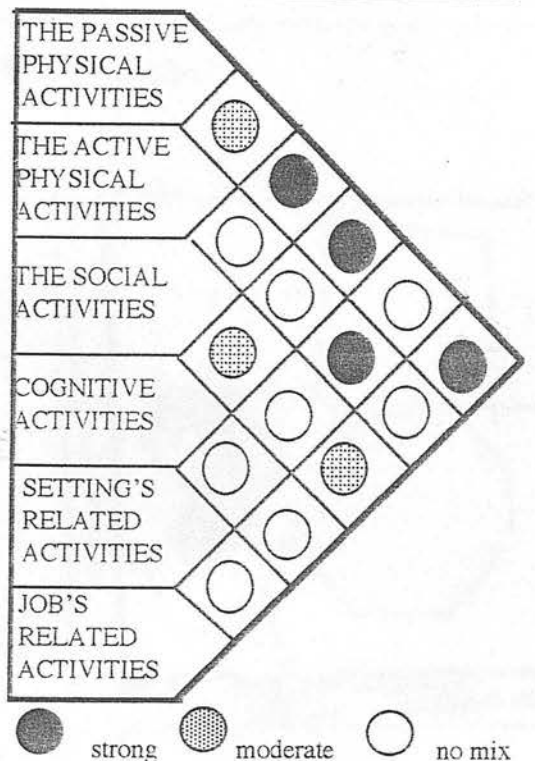 THE PASSIVE
PHYSICAL
ACTIVITIES
THE ACTIVE
PHYSICAL
ACTIVITIES
THE SOCIAL
ACTIVITIES
COGNITIVE
ACTIVITIES
SETTING'S
RELATED
ACTIVITIES
JOB'S
RELATED
ACTIVITIES
strong moderate no mix